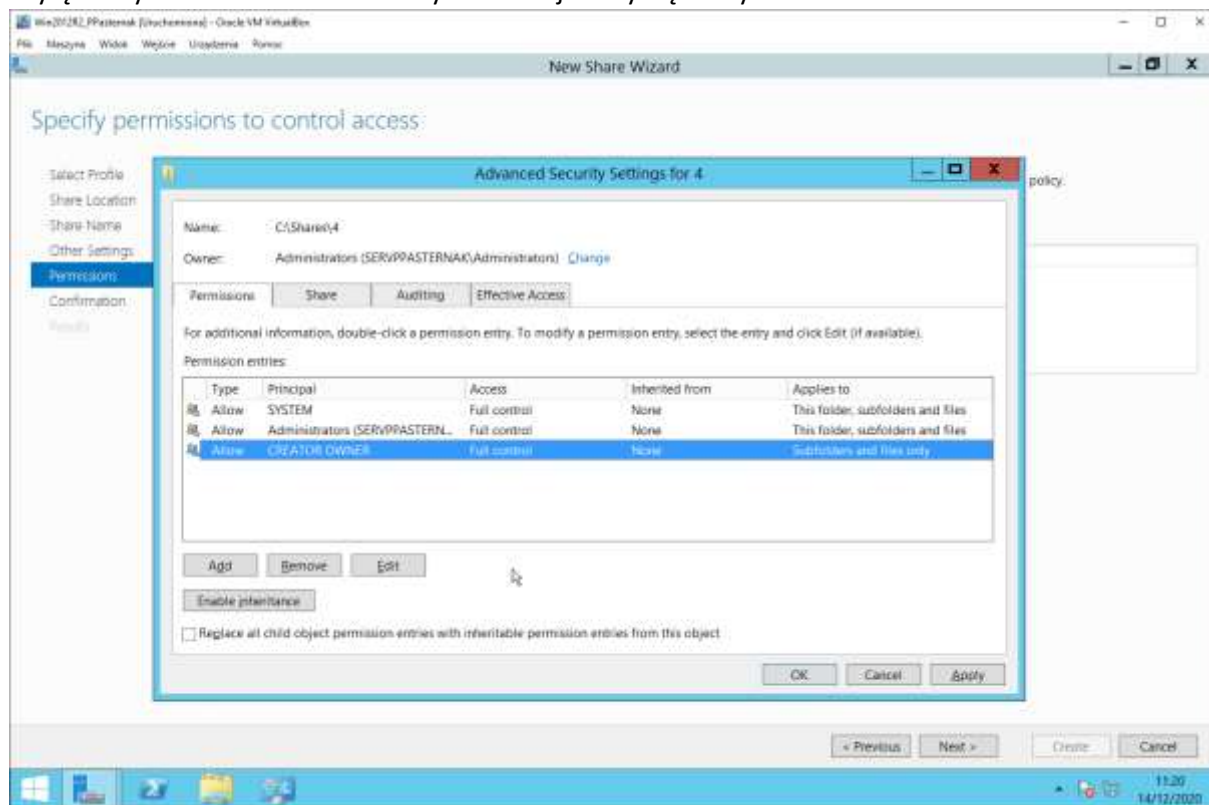 Win2012R2_PPasternak [Uruchomiona] - Oracle VM VirtualBox
Plik Maszyna Widok Wejście Urządzenia Pomoc
New Share Wizard
Specify permissions to control access
Select Profile
Share Location
Share Name
Other Settings
Permissions
Confirmation
Results
policy.
Advanced Security Settings for 4
Name: C:\Shares\4
Owner: Administrators (SERVPPASTERNAK\Administrators) Change
Permissions Share Auditing Effective Access
For additional information, double-click a permission entry. To modify a permission entry, select the entry and click Edit (if available).
Permission entries:
Type Principal Access Inherited from Applies to
Allow SYSTEM Full control None This folder, subfolders and files
Allow Administrators (SERVPPASTERN... Full control None This folder, subfolders and files
Allow CREATOR OWNER Full control None Subfolders and files only
Add Remove Edit
Enable inheritance
Replace all child object permission entries with inheritable permission entries from this object
OK Cancel Apply
< Previous Next > Create Cancel
11:20
14/12/2020